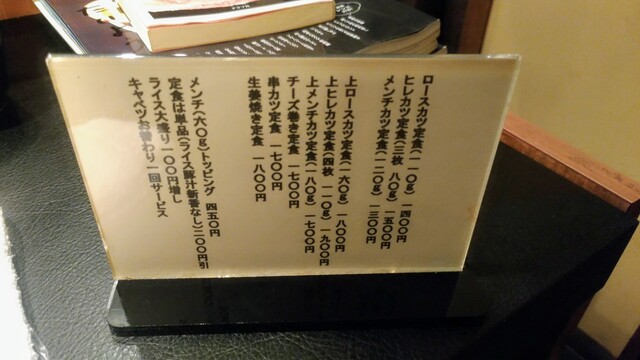 ロースカツ定食(一一〇g)一四〇〇円
ヒレカツ定食(三枚 八〇g)一五〇〇円
メンチカツ定食(一二〇g)一三〇〇円
上ロースカツ定食(一六〇g)一八〇〇円
上ヒレカツ定食(四枚 一一〇g)一九〇〇円
上メンチカツ定食(一八〇g)一七〇〇円
チーズ巻き定食 一七〇〇円
串カツ定食 一七〇〇円
生姜焼き定食 一八〇〇円
メンチ(六〇g)トッピング 四五〇円
定食は単品(ライス豚汁新香なし)二〇〇円引
ライス大盛り一〇〇円増し
キャベツお替わり一回サービス